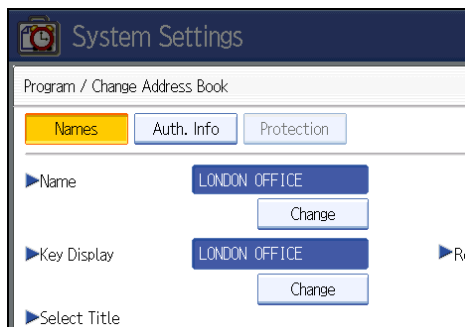 System Settings
Program / Change Address Book
Names Auth. Info Protection
▶Name LONDON OFFICE
Change
▶Key Display LONDON OFFICE
Change
▶Select Title